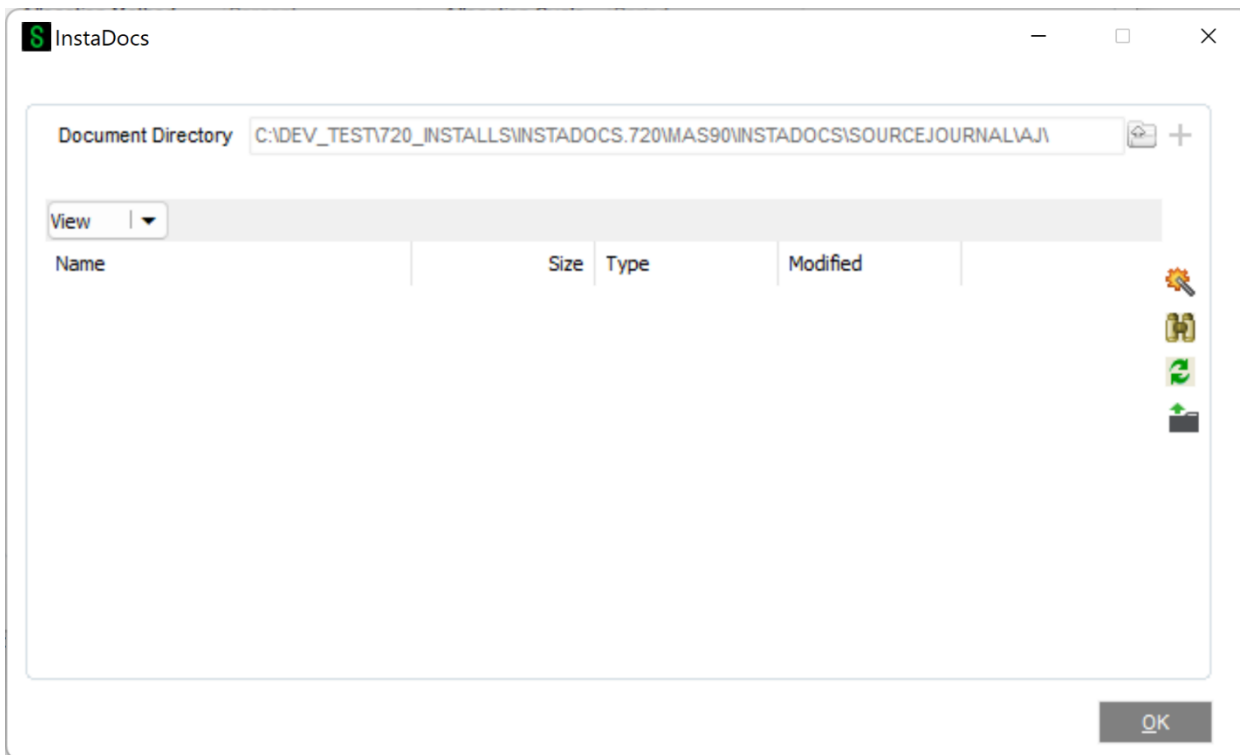 InstaDocs
Document Directory C:\DEV_TEST\720_INSTALLS\INSTADOCS.720\MAS90\INSTADOCS\SOURCEJOURNAL\AJ\
View
Name Size Type Modified
OK